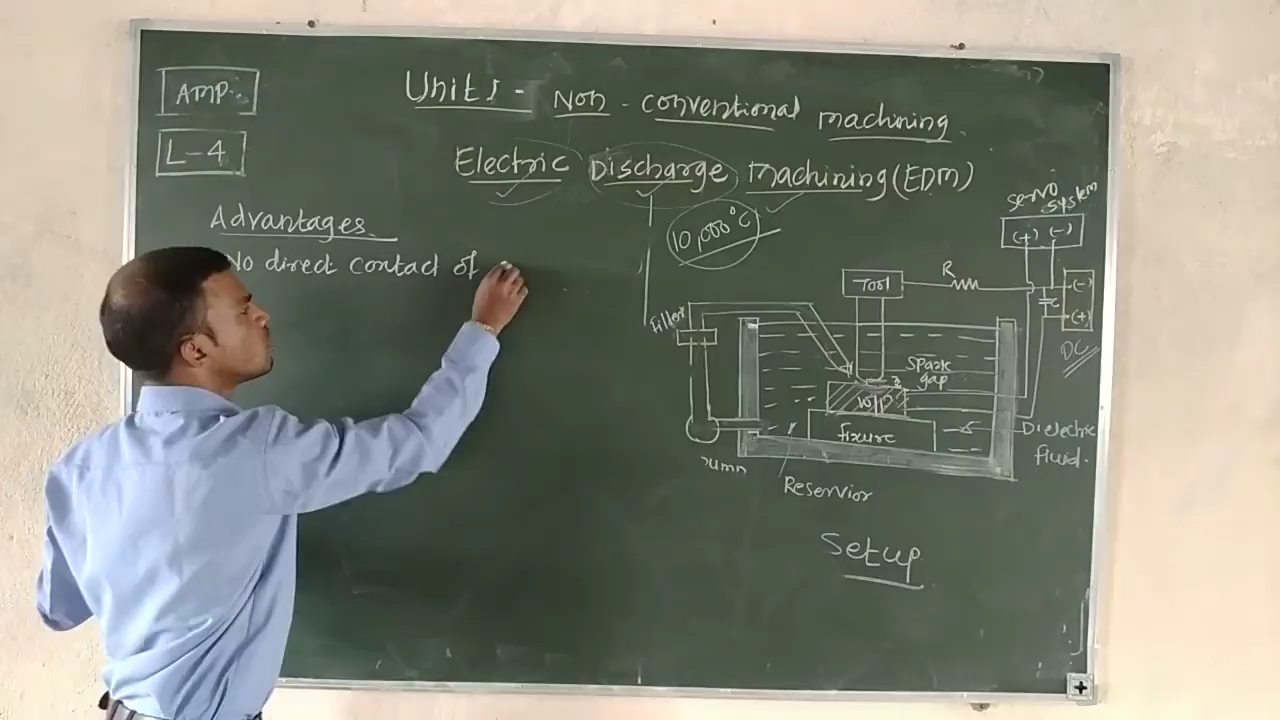 AMP
L-4
Unit 1 - Non - conventional machining.
Electric Discharge Machining (EDM)
Advantages
No direct contact of
10,000°C
Servo
System
(+) (-)
Tool
R
(-)
C
(+)
DC
Filter
Spark
gap
W/P
fixure
Dielectric
fluid.
Reservior
Setup